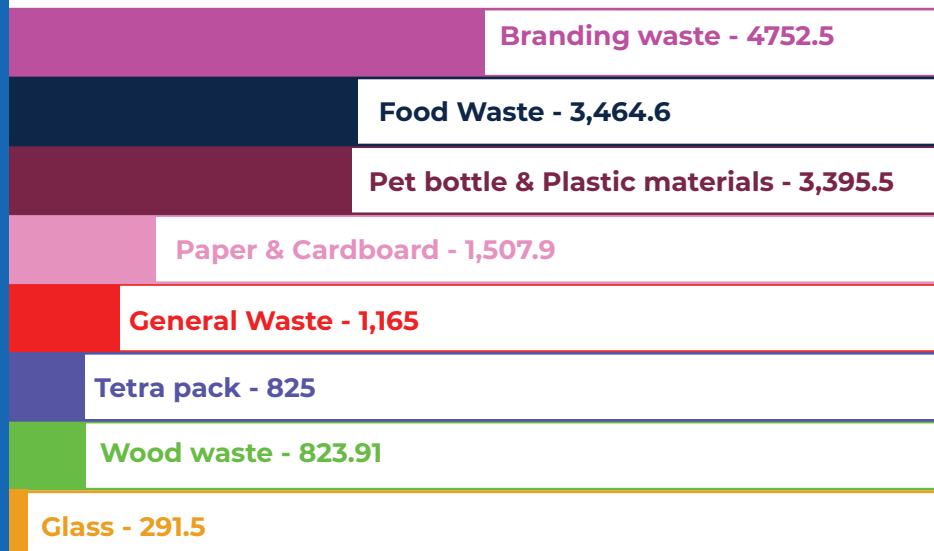 Branding waste - 4752.5
Food Waste - 3,464.6
Pet bottle & Plastic materials - 3,395.5
Paper & Cardboard - 1,507.9
General Waste - 1,165
Tetra pack - 825
Wood waste - 823.91
Glass - 291.5